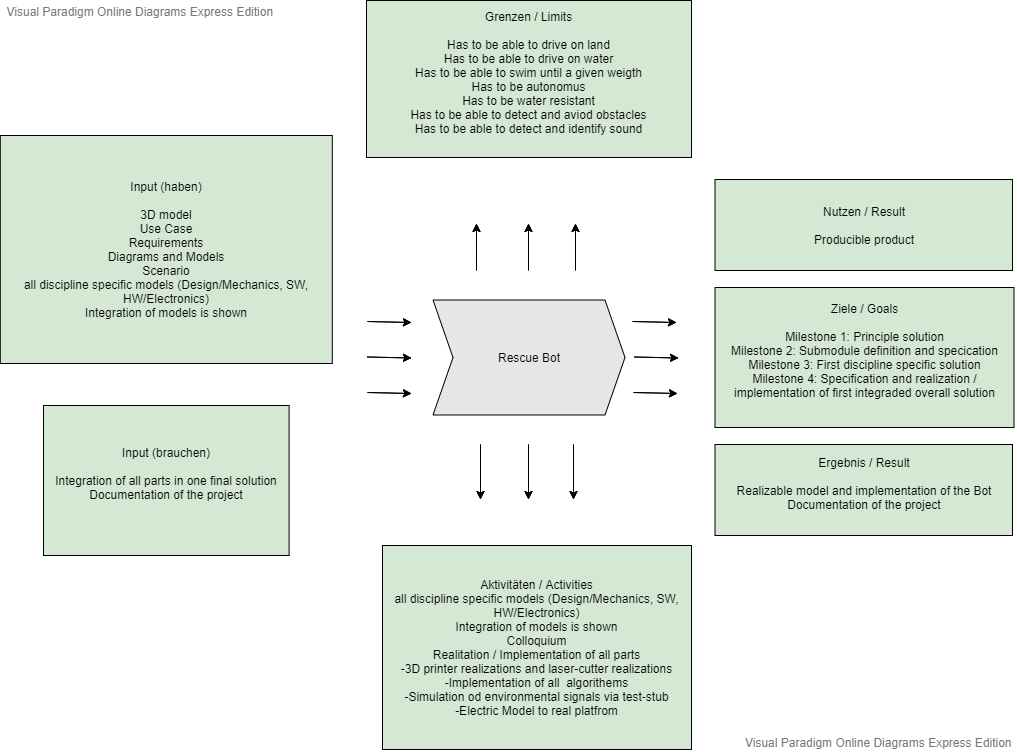 Visual Paradigm Online Diagrams Express Edition
Grenzen / Limits
Has to be able to drive on land
Has to be able to drive on water
Has to be able to swim until a given weigth
Has to be autonomus
Has to be water resistant
Has to be able to detect and aviod obstacles
Has to be able to detect and identify sound
Input (haben)
3D model
Use Case
Requirements
Diagrams and Models
Scenario
all discipline specific models (Design/Mechanics, SW,
HW/Electronics)
Integration of models is shown
Nutzen / Result
Producible product
Ziele / Goals
Milestone 1: Principle solution
Milestone 2: Submodule definition and specication
Milestone 3: First discipline specific solution
Milestone 4: Specification and realization /
implementation of first integraded overall solution
Rescue Bot
Input (brauchen)
Integration of all parts in one final solution
Documentation of the project
Ergebnis / Result
Realizable model and implementation of the Bot
Documentation of the project
Aktivitäten / Activities
all discipline specific models (Design/Mechanics, SW,
HW/Electronics)
Integration of models is shown
Colloquium
Realitation / Implementation of all parts
-3D printer realizations and laser-cutter realizations
-Implementation of all  algorithems
-Simulation od environmental signals via test-stub
-Electric Model to real platfrom
Visual Paradigm Online Diagrams Express Edition